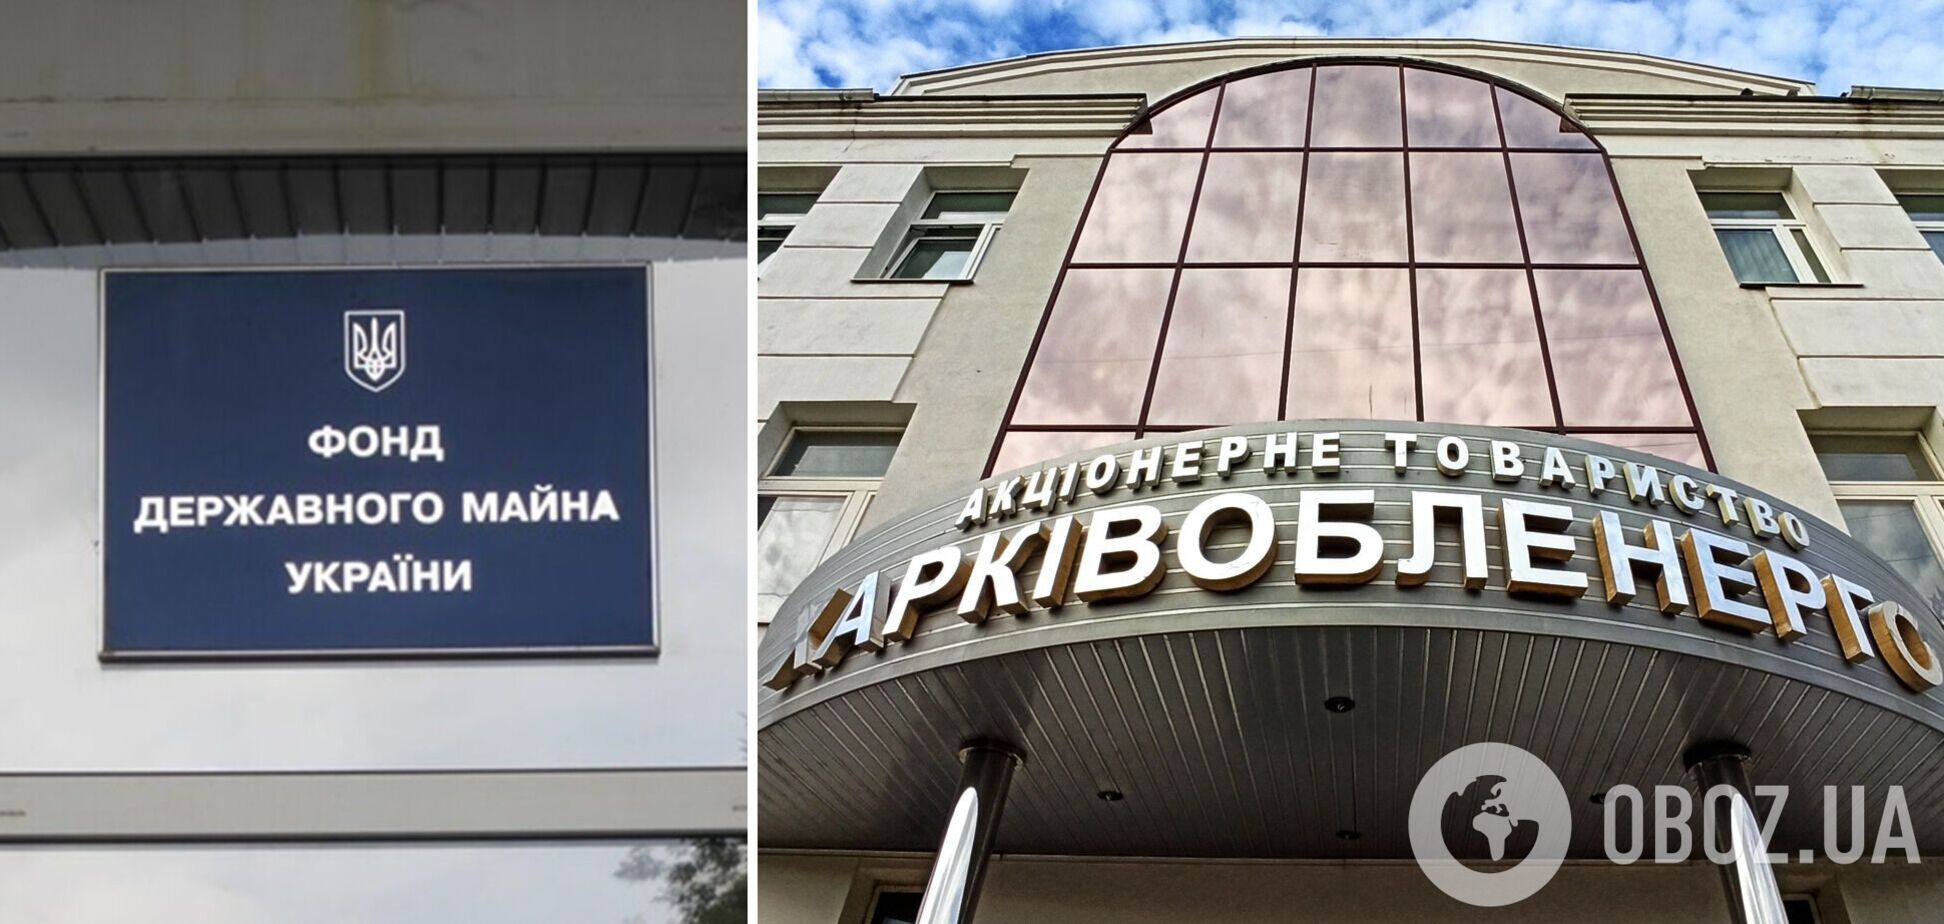 ФОНД
ДЕРЖАВНОГО МАЙНА
УКРАЇНИ
АКЦІОНЕРНЕ ТОВАРИСТВО
ХАРКІВОБЛЕНЕРГО
OBOZ.UA